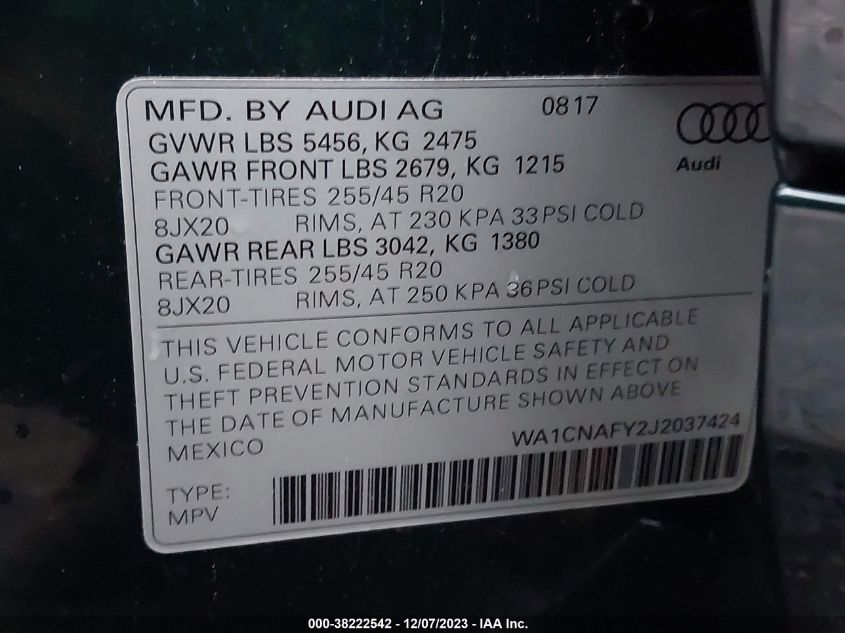 MFD. BY AUDI AG 0817
GVWR LBS 5456, KG 2475
GAWR FRONT LBS 2679, KG 1215
Audi
FRONT-TIRES 255/45 R20
8JX20 RIMS, AT 230 KPA 33PSI COLD
GAWR REAR LBS 3042, KG 1380
REAR-TIRES 255/45 R20
8JX20 RIMS, AT 250 KPA 36PSI COLD
THIS VEHICLE CONFORMS TO ALL APPLICABLE
U.S. FEDERAL MOTOR VEHICLE SAFETY AND
THEFT PREVENTION STANDARDS IN EFFECT ON
THE DATE OF MANUFACTURE SHOWN ABOVE
MEXICO WA1CNAFY2J2037424
TYPE:
MPV
000-38222542 - 12/07/2023 - IAA Inc.